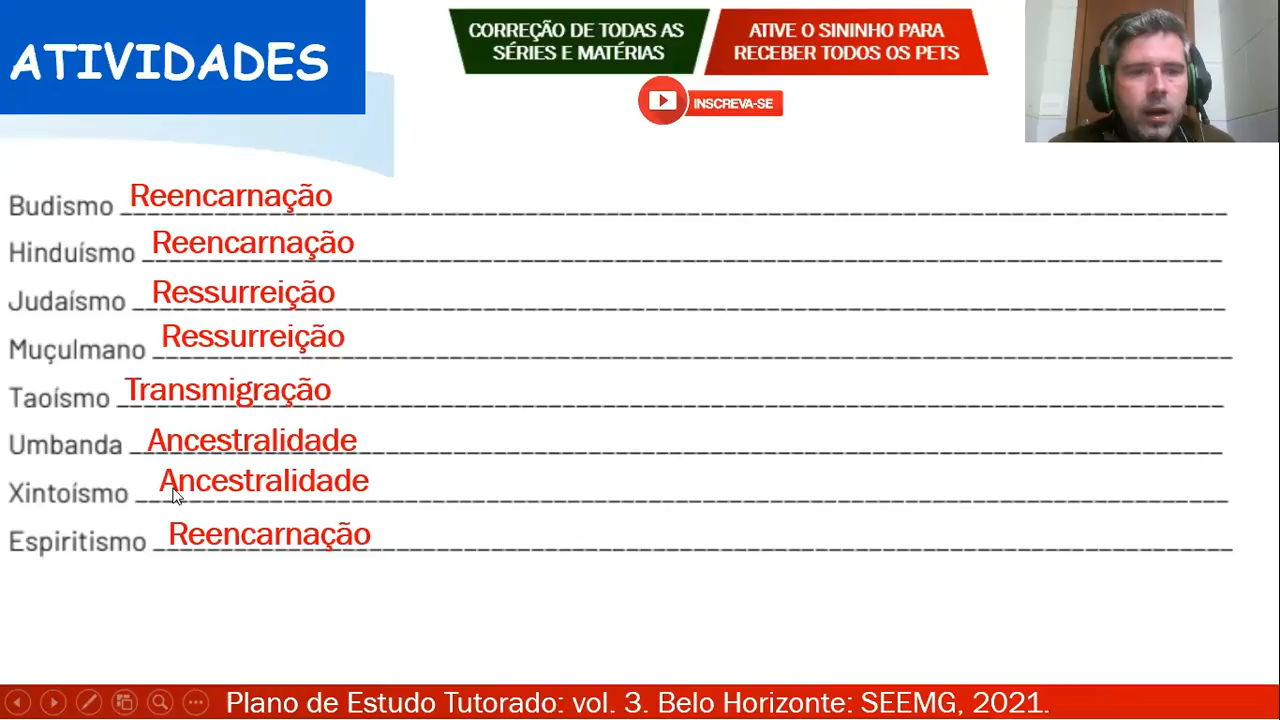 ATIVIDADES
CORREÇÃO DE TODAS AS
SÉRIES E MATÉRIAS
ATIVE O SININHO PARA
RECEBER TODOS OS PETS
INSCREVA-SE
Budismo Reencarnação
Hinduísmo Reencarnação
Judaísmo Ressurreição
Muçulmano Ressurreição
Taoísmo Transmigração
Umbanda Ancestralidade
Xintoísmo Ancestralidade
Espiritismo Reencarnação
Plano de Estudo Tutorado: vol. 3. Belo Horizonte: SEEMG, 2021.